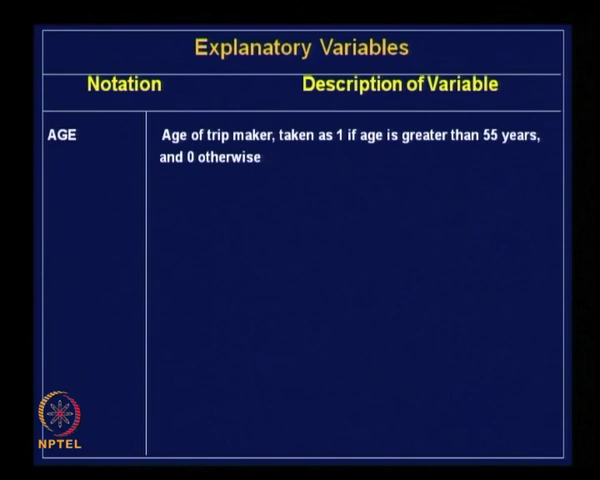 Explanatory Variables
Notation Description of Variable
AGE Age of trip maker, taken as 1 if age is greater than 55 years,
and 0 otherwise
NPTEL